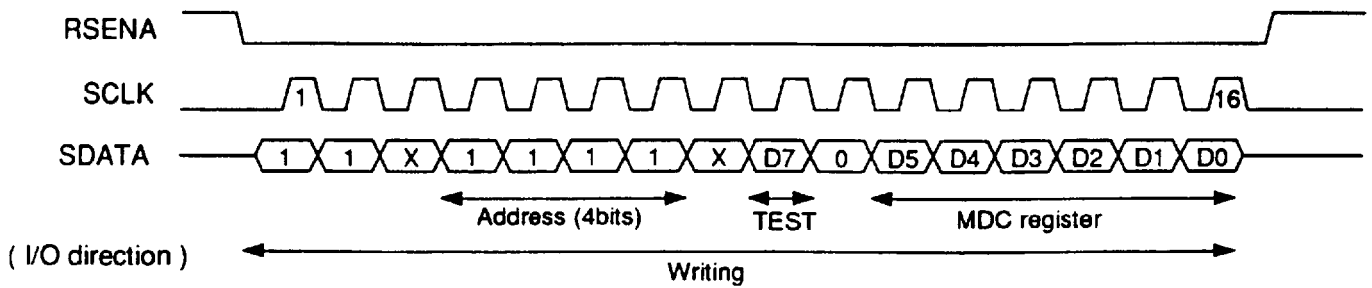 RSENA
SCLK 1 16
SDATA 1 1 X 1 1 1 1 X D7 0 D5 D4 D3 D2 D1 D0
Address (4bits) TEST MDC register
( I/O direction )
Writing